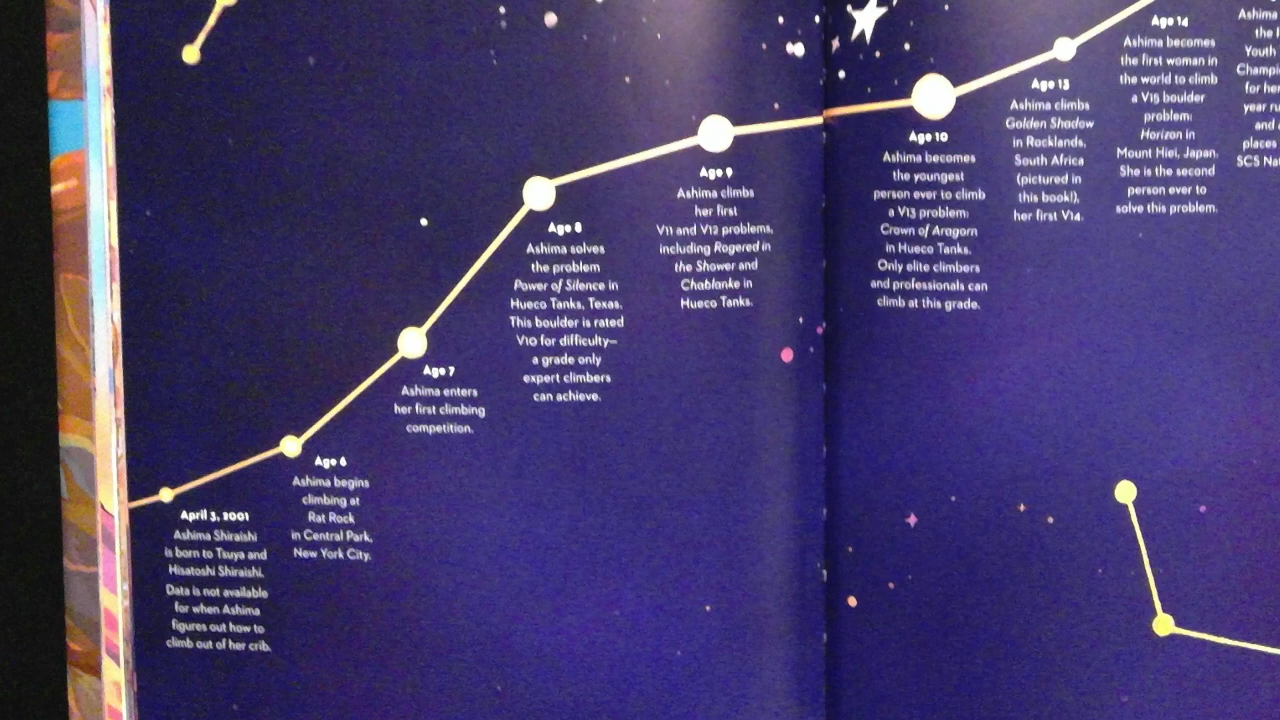 April 3, 2001
Ashima Shiraishi
is born to Tsuya and
Hisatoshi Shiraishi.
Data is not available
for when Ashima
figures out how to
climb out of her crib.
Age 6
Ashima begins
climbing at
Rat Rock
in Central Park,
New York City.
Age 7
Ashima enters
her first climbing
competition.
Age 8
Ashima solves
the problem
Power of Silence in
Hueco Tanks, Texas.
This boulder is rated
V10 for difficulty—
a grade only
expert climbers
can achieve.
Age 9
Ashima climbs
her first
V11 and V12 problems,
including Rogered in
the Shower and
Chablanke in
Hueco Tanks.
Age 10
Ashima becomes
the youngest
person ever to climb
a V13 problem:
Crown of Aragorn
in Hueco Tanks.
Only elite climbers
and professionals can
climb at this grade.
Age 13
Ashima climbs
Golden Shadow
in Rocklands,
South Africa
(pictured in
this book!),
her first V14.
Age 14
Ashima becomes
the first woman in
the world to climb
a V15 boulder
problem:
Horizon in
Mount Hiei, Japan.
She is the second
person ever to
solve this problem.
Ashima
the
Youth
Champi
for her
year ru
and
places
SCS Nat